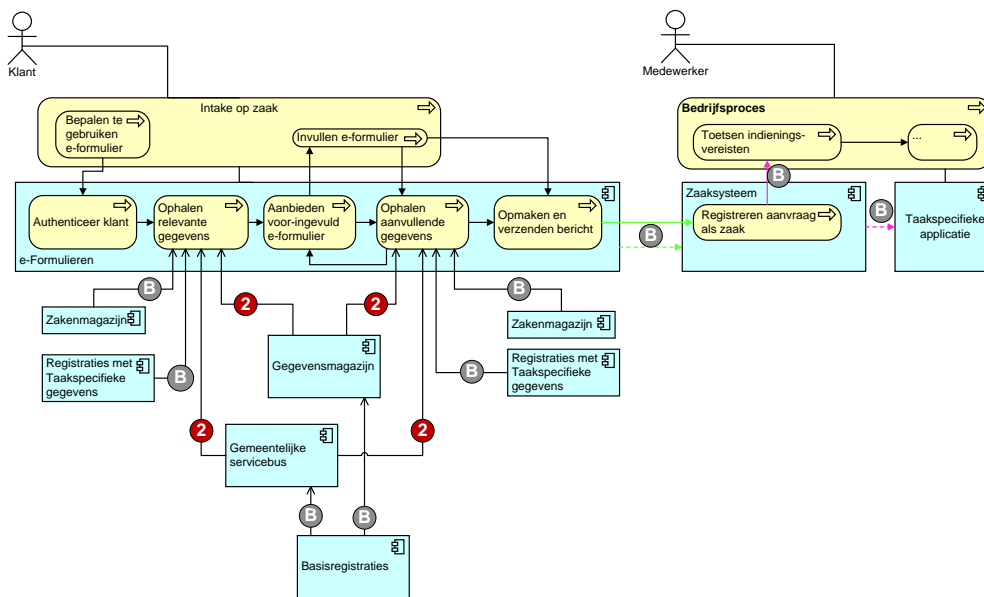 Klant
Medewerker
Intake op zaak
Bepalen te
gebruiken
e-formulier
Invullen e-formulier
Bedrijfsproces
Toetsen indienings-
vereisten
...
Authenticeer klant
Ophalen
relevante
gegevens
Aanbieden
voor-ingevuld
e-formulier
Ophalen
aanvullende
gegevens
Opmaken en
verzenden bericht
e-Formulieren
B
Zaaksysteem
Registreren aanvraag
als zaak
B
B
Taakspecifieke
applicatie
B
Zakenmagazijn
2
2
B
Zakenmagazijn
Registraties met
Taakspecifieke
gegevens
B
Gegevensmagazijn
B
Registraties met
Taakspecifieke
gegevens
2
Gemeentelijke
servicebus
2
B
B
Basisregistraties